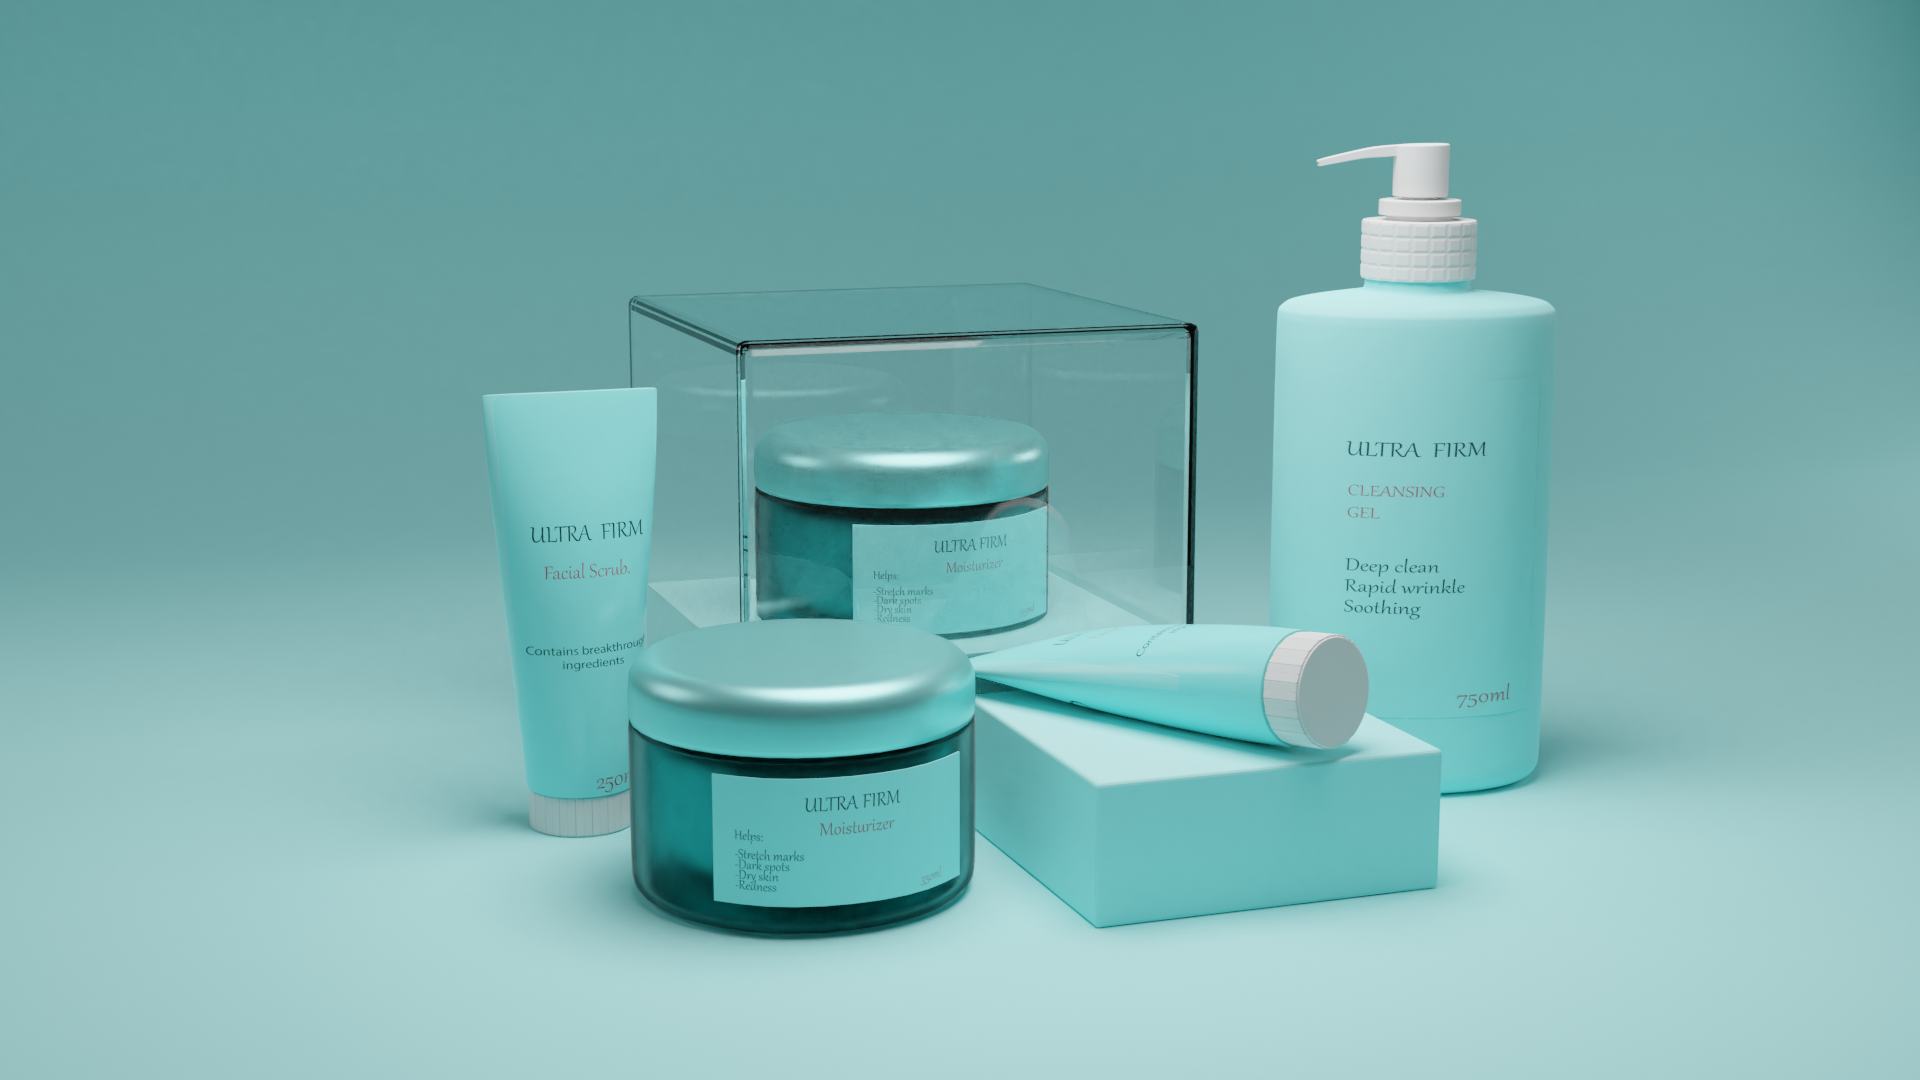 ULTRA FIRM
Facial Scrub.
Contains breakthroug
ingredients
ULTRA FIRM
Moisturizer
Helps:
-Stretch marks
-Dark spots
-Dry skin
-Redness
ULTRA FIRM
Moisturizer
Helps:
-Stretch marks
-Dark spots
-Dry skin
-Redness
ULTRA FIRM
CLEANSING
GEL
Deep clean
Rapid wrinkle
Soothing
750ml